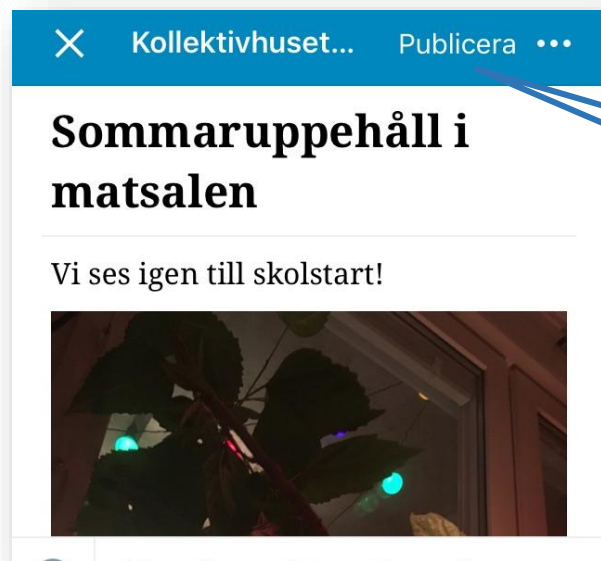 Kollektivhuset... Publicera
Sommaruppehåll i
matsalen
Vi ses igen till skolstart!